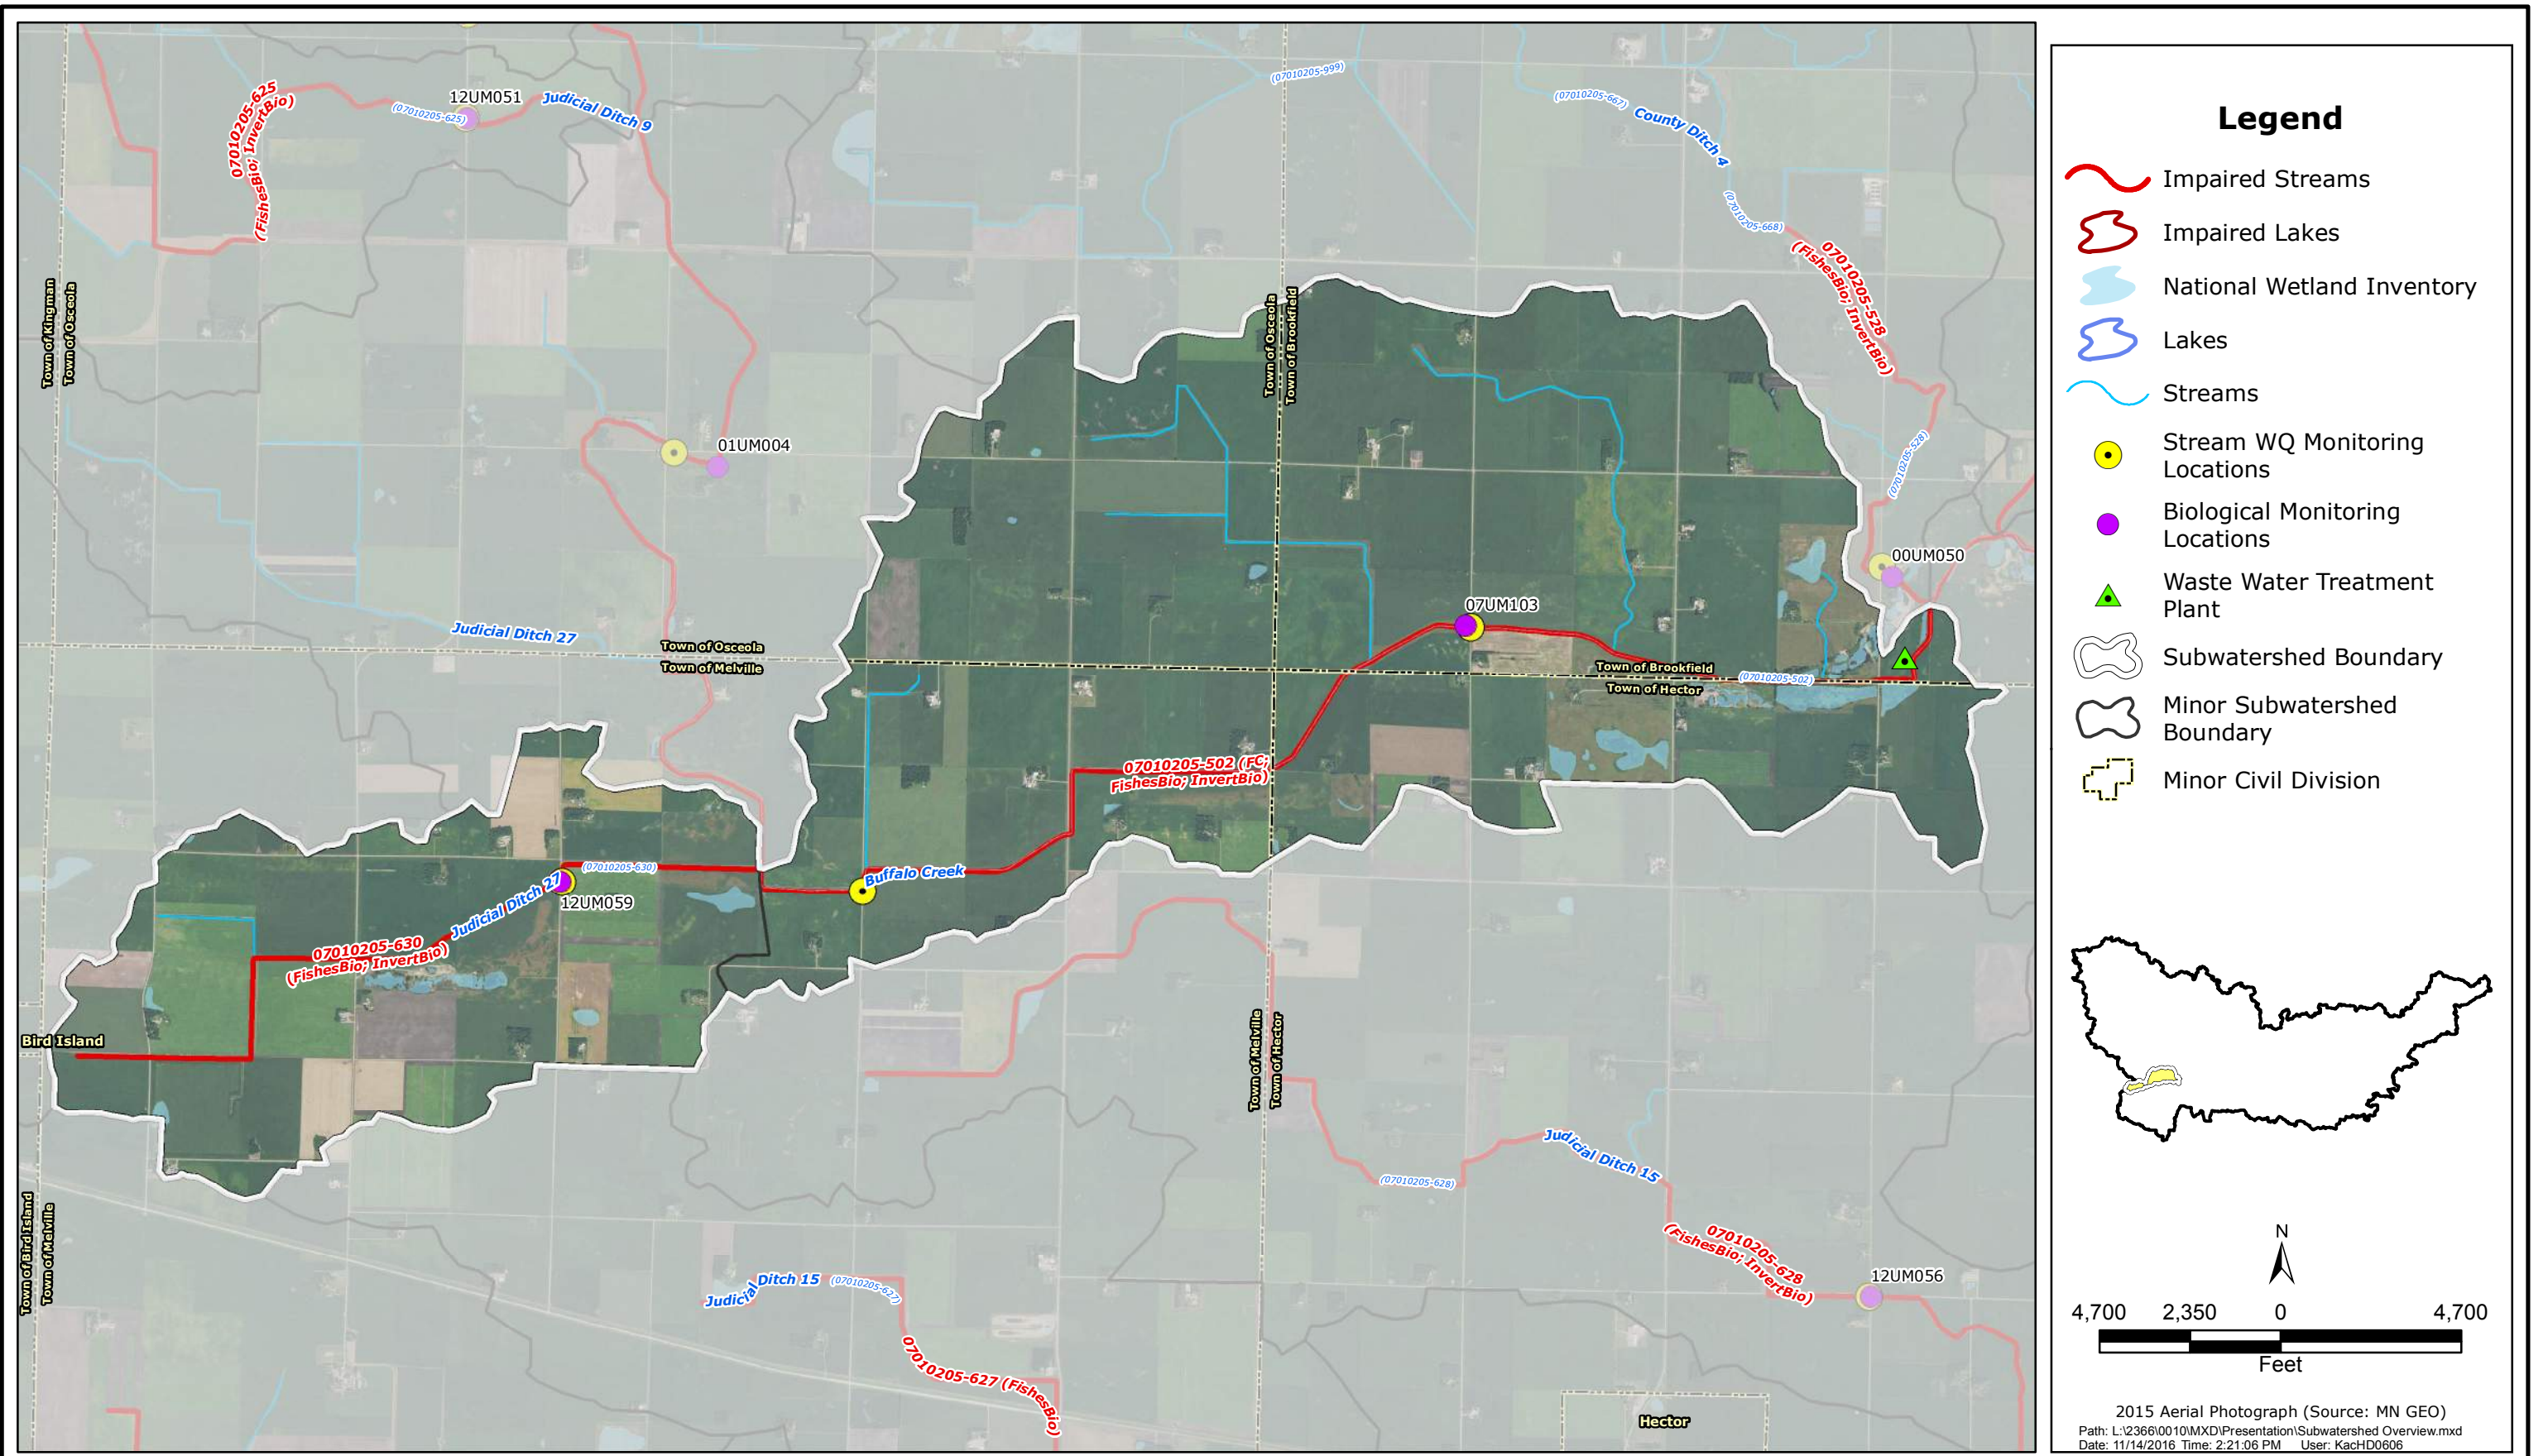 12UM051
Judicial Ditch 9
(07010205-625)
07010205-625
(FishesBio; InvertBio)
(07010205-999)
(07010205-667)
County Ditch 4
(07010205-668)
07010205-528
(FishesBio; InvertBio)
(07010205-528)
Town of Kingman
Town of Osceola
Town of Osceola
Town of Brookfield
01UM004
00UM050
07UM103
Judicial Ditch 27
Town of Osceola
Town of Melville
Town of Brookfield
Town of Hector
(07010205-502)
07010205-502 (FC;
FishesBio; InvertBio)
(07010205-630)
Buffalo Creek
Judicial Ditch 27
12UM059
07010205-630
(FishesBio; InvertBio)
Bird Island
Town of Melville
Town of Hector
Judicial Ditch 15
(07010205-628)
07010205-628
(FishesBio; InvertBio)
12UM056
Town of Bird Island
Town of Melville
Judicial Ditch 15
(07010205-627)
07010205-627 (FishesBio)
Hector
Legend
Impaired Streams
Impaired Lakes
National Wetland Inventory
Lakes
Streams
Stream WQ Monitoring
Locations
Biological Monitoring
Locations
Waste Water Treatment
Plant
Subwatershed Boundary
Minor Subwatershed
Boundary
Minor Civil Division
N
4,700 2,350 0 4,700
Feet
2015 Aerial Photograph (Source: MN GEO)
Path: L:\2366\0010\MXD\Presentation\Subwatershed Overview.mxd
Date: 11/14/2016 Time: 2:21:06 PM User: KacHD0606